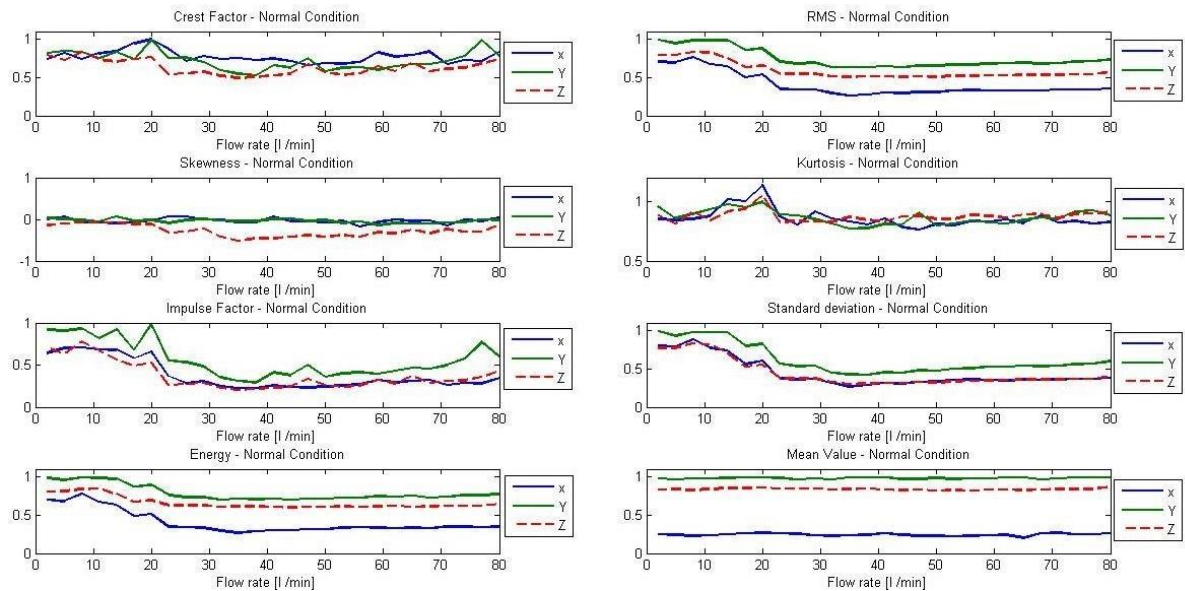 Crest Factor - Normal Condition
1
0.5
0
x
Y
Z
0 10 20 30 40 50 60 70 80
Flow rate [l /min]
RMS - Normal Condition
1
0.5
0
x
Y
Z
0 10 20 30 40 50 60 70 80
Flow rate [l /min]
Skewness - Normal Condition
1
0
-1
x
Y
Z
0 10 20 30 40 50 60 70 80
Flow rate [l /min]
Kurtosis - Normal Condition
1
0.5
x
Y
Z
0 10 20 30 40 50 60 70 80
Flow rate [l /min]
Impulse Factor - Normal Condition
1
0.5
0
x
Y
Z
0 10 20 30 40 50 60 70 80
Flow rate [l /min]
Standard deviation - Normal Condition
1
0.5
0
x
Y
Z
0 10 20 30 40 50 60 70 80
Flow rate [l /min]
Energy - Normal Condition
1
0.5
0
x
Y
Z
0 10 20 30 40 50 60 70 80
Flow rate [l /min]
Mean Value - Normal Condition
1
0.5
0
x
Y
Z
0 10 20 30 40 50 60 70 80
Flow rate [l /min]